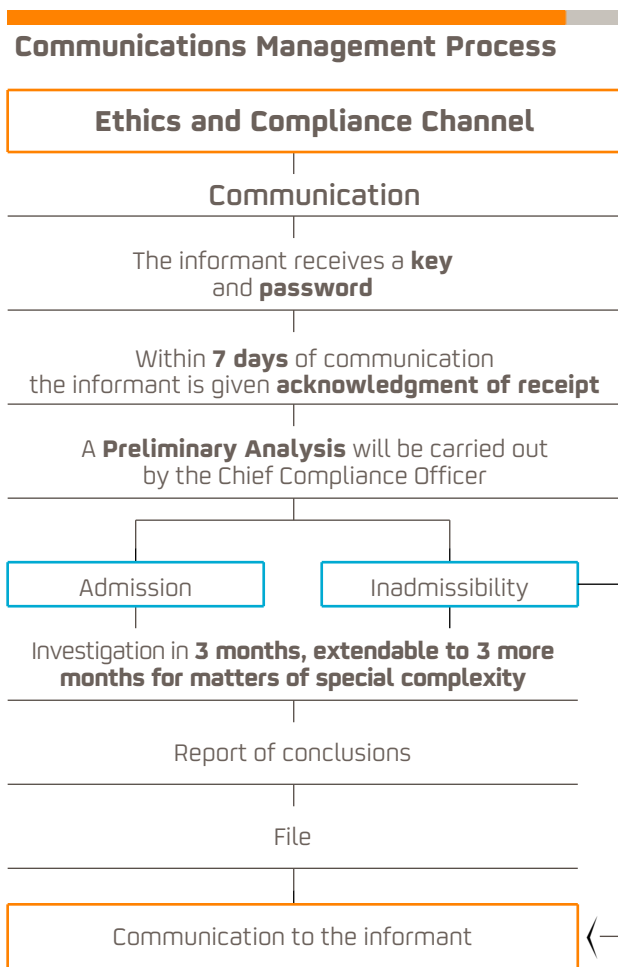 Communications Management Process
Ethics and Compliance Channel
Communication
The informant receives a key
and password
Within 7 days of communication
the informant is given acknowledgment of receipt
A Preliminary Analysis will be carried out
by the Chief Compliance Officer
Admission
Inadmissibility
Investigation in 3 months, extendable to 3 more
months for matters of special complexity
Report of conclusions
File
Communication to the informant